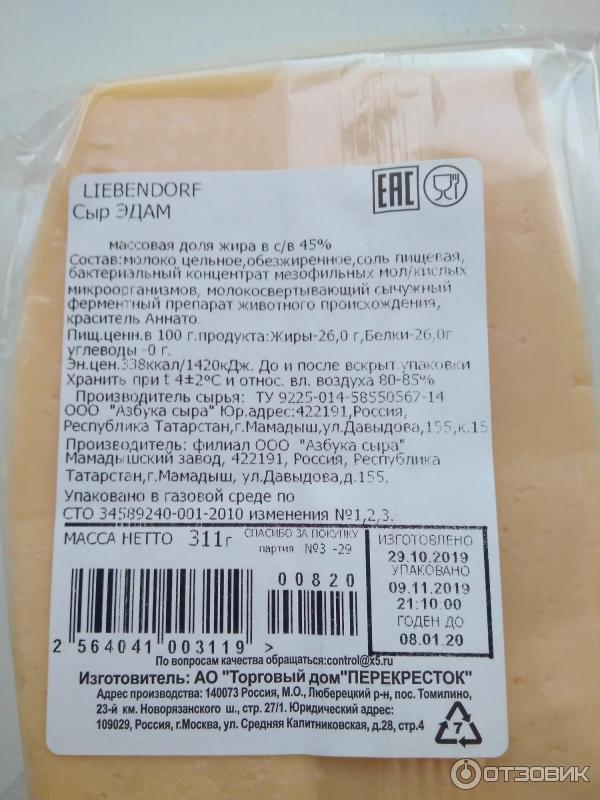 LIEBENDORF
Сыр ЭДАМ
EAC
массовая доля жира в с/в 45%
Состав:молоко цельное,обезжиренное,соль пищевая,
бактериальный концентрат мезофильных мол/кислых
микроорганизмов, молокосвертывающий сычужный
ферментный препарат животного происхождения,
краситель Аннато.
Пищ.ценн.в 100 г.продукта:Жиры-26,0 г,Белки-26,0г
углеводы -0 г.
Эн.цен.338ккал/1420кДж. До и после вскрыт.упаковки
Хранить при t 4±2°С и относ. вл. воздуха 80-85%
Производитель сырья: ТУ 9225-014-58550567-14
ООО "Азбука сыра" Юр.адрес:422191,Россия,
Республика Татарстан,г.Мамадыш,ул.Давыдова,155,к.15
Производитель: филиал ООО "Азбука сыра"
Мамадышский завод, 422191, Россия, Республика
Татарстан,г.Мамадыш, ул.Давыдова,д.155.
Упаковано в газовой среде по
СТО 34589240-001-2010 изменения №1,2,3.
МАССА НЕТТО 311г
СПАСИБО ЗА ПОКУПКУ
партия №3 -29
ИЗГОТОВЛЕНО
29.10.2019
УПАКОВАНО
09.11.2019
21:10:00
ГОДЕН ДО
08.01.20
00820
2 564041 003119 >
По вопросам качества обращаться:control@x5.ru
Изготовитель: АО "Торговый дом"ПЕРЕКРЕСТОК"
Адрес производства: 140073 Россия, М.О., Люберецкий р-н, пос. Томилино,
23-й км. Новорязанского ш., стр. 27/1. Юридический адрес:
109029, Россия, г.Москва, ул. Средняя Калитниковская, д.28, стр.4
7
ОТЗОВИК